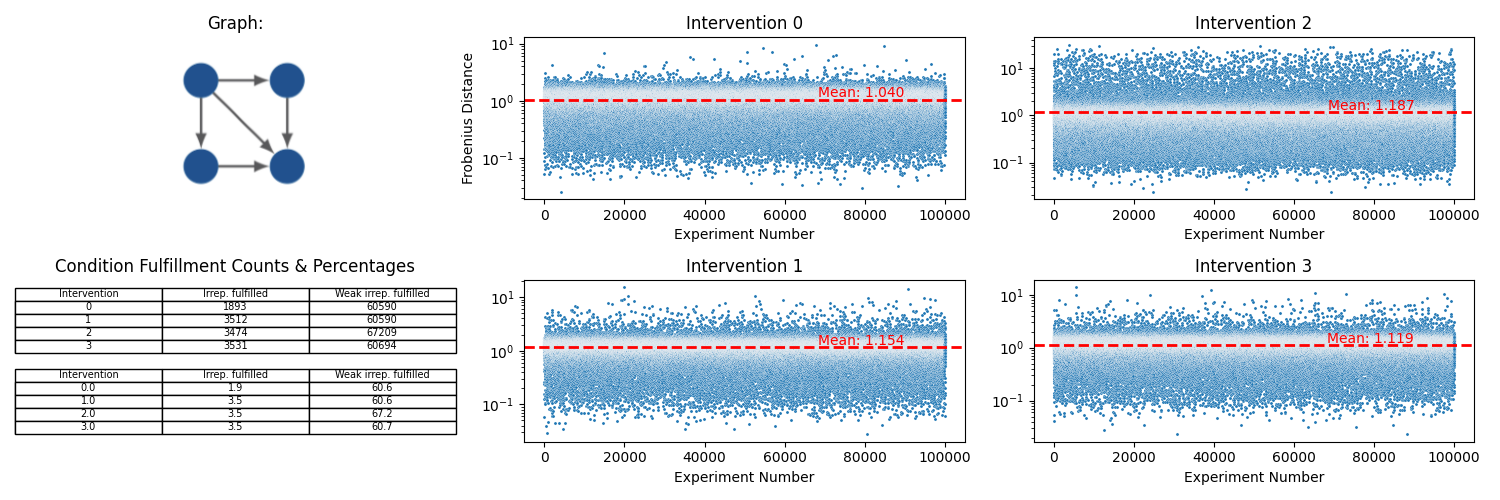 Graph:
Condition Fulfillment Counts & Percentages
Intervention Irrep. fulfilled Weak irrep. fulfilled
0 1893 60590
1 3512 60590
2 3474 67209
3 3531 60694
Intervention Irrep. fulfilled Weak irrep. fulfilled
0.0 1.9 60.6
1.0 3.5 60.6
2.0 3.5 67.2
3.0 3.5 60.7
Intervention 0
Frobenius Distance
10^1
10^0
10^-1
Mean: 1.040
0 20000 40000 60000 80000 100000
Experiment Number
Intervention 2
10^1
10^0
10^-1
Mean: 1.187
0 20000 40000 60000 80000 100000
Experiment Number
Intervention 1
10^1
10^0
10^-1
Mean: 1.154
0 20000 40000 60000 80000 100000
Experiment Number
Intervention 3
10^1
10^0
10^-1
Mean: 1.119
0 20000 40000 60000 80000 100000
Experiment Number